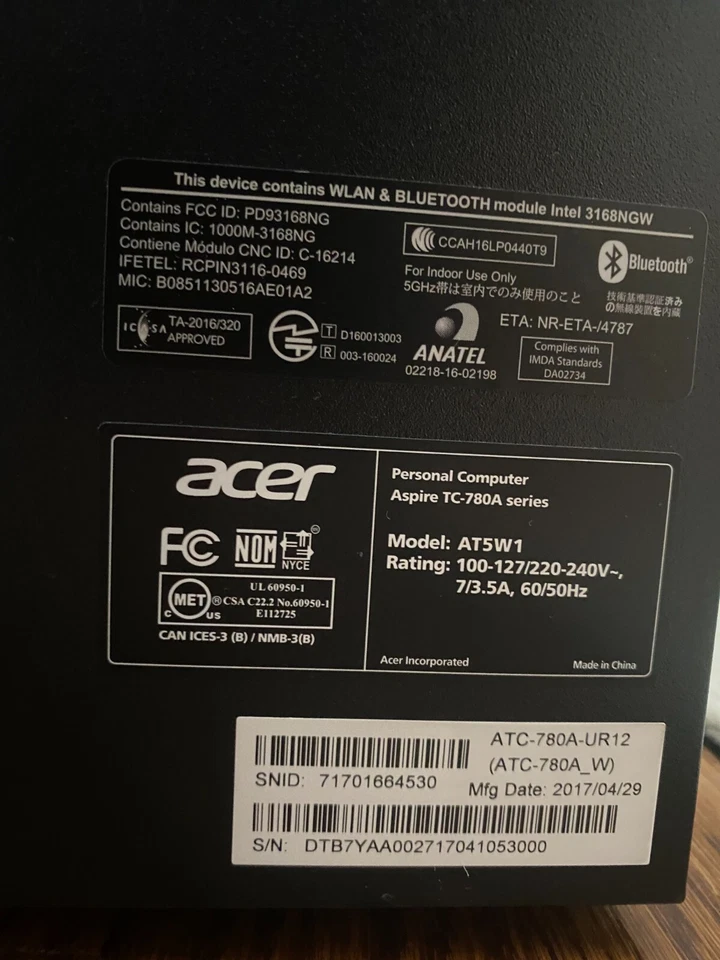 This device contains WLAN & BLUETOOTH module Intel 3168NGW
Contains FCC ID: PD93168NG
Contains IC: 1000M-3168NG
Contiene Módulo CNC ID: C-16214
IFETEL: RCPIN3116-0469
MIC: B0851130516AE01A2
CCAH16LP0440T9
For Indoor Use Only
5GHz帯は室内でのみ使用のこと
Bluetooth®
技術基準認証済み
の無線装置を内蔵
ICASA TA-2016/320
APPROVED
T D160013003
R 003-160024
ANATEL
02218-16-02198
ETA: NR-ETA-/4787
Complies with
IMDA Standards
DA02734
acer
FC NOM
NYCE
MET ® C US
UL 60950-1
CSA C22.2 No.60950-1
E112725
CAN ICES-3 (B) / NMB-3(B)
Personal Computer
Aspire TC-780A series
Model: AT5W1
Rating: 100-127/220-240V~,
7/3.5A, 60/50Hz
Acer Incorporated
Made in China
ATC-780A-UR12
(ATC-780A_W)
SNID: 71701664530
Mfg Date: 2017/04/29
S/N: DTB7YAA002717041053000